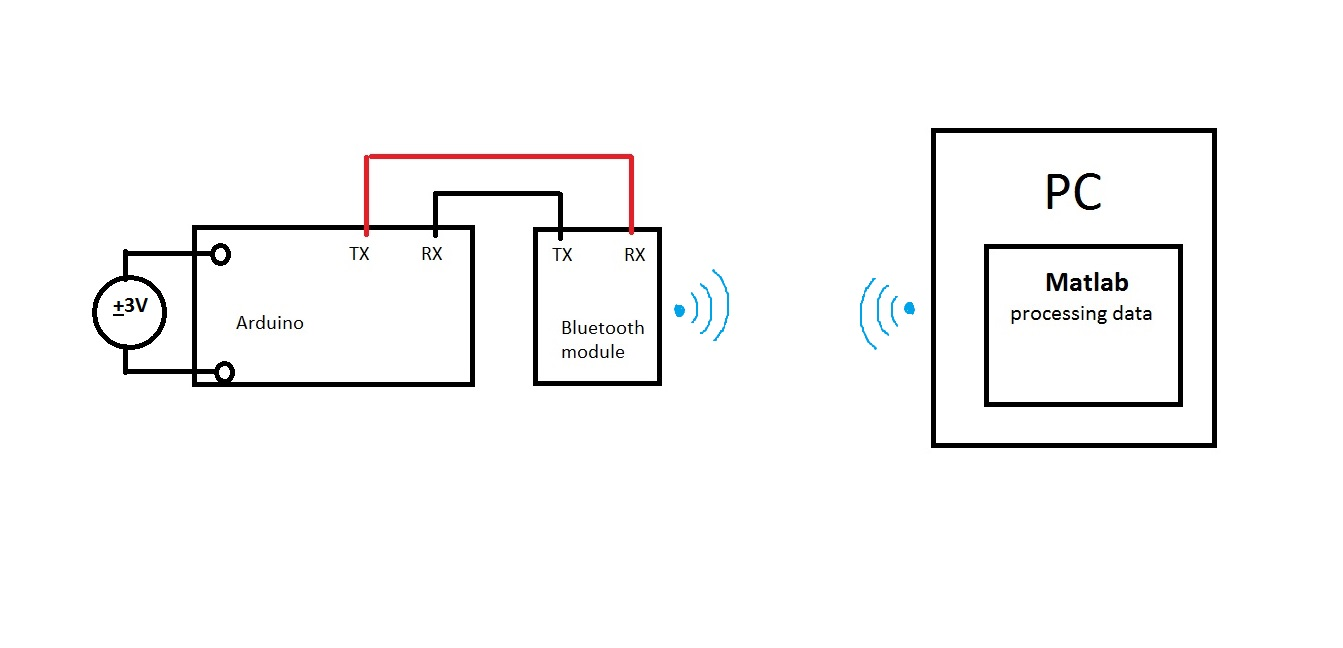 PC
TX
RX
TX
RX
Matlab
processing data
±3V
Arduino
Bluetooth
module